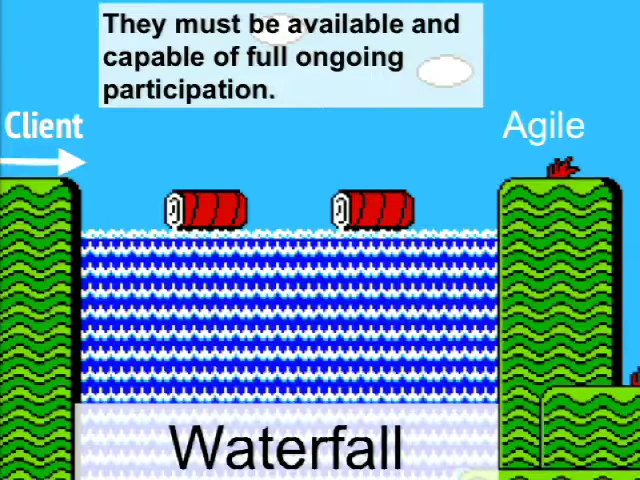 They must be available and
capable of full ongoing
participation.
Client
Agile
Waterfall